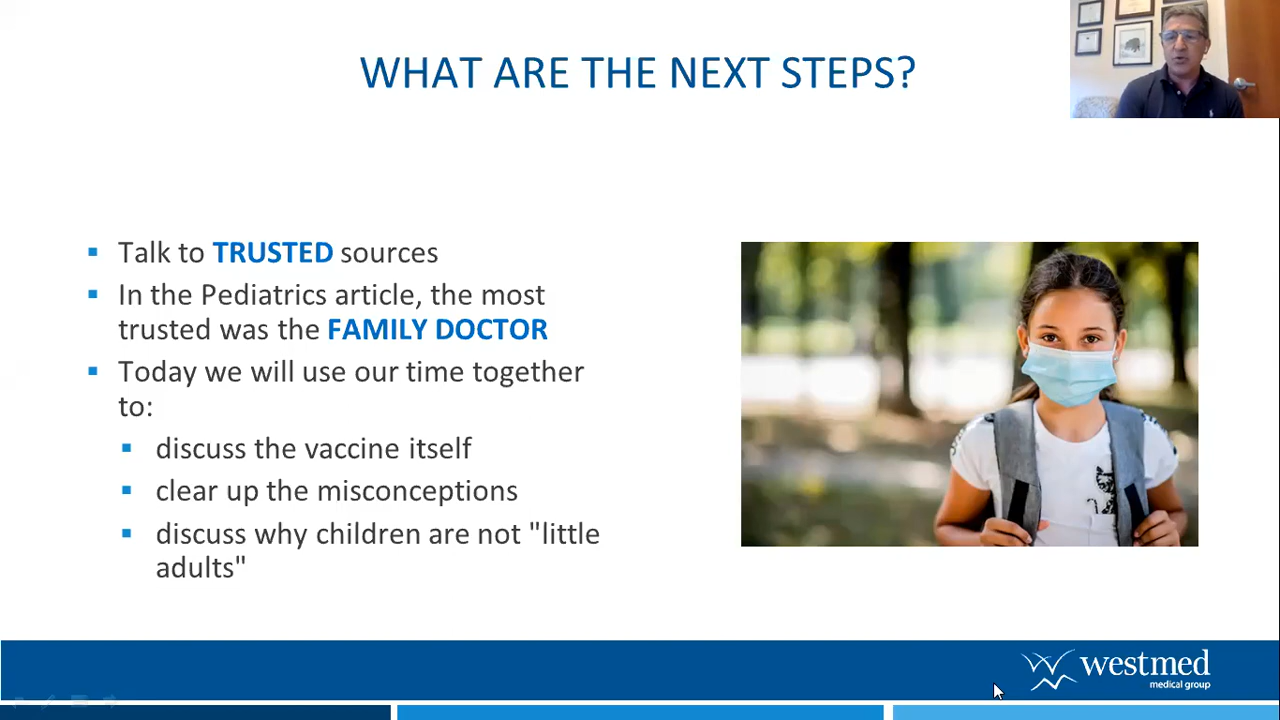 WHAT ARE THE NEXT STEPS?
Talk to TRUSTED sources
In the Pediatrics article, the most
trusted was the FAMILY DOCTOR
Today we will use our time together
to:
discuss the vaccine itself
clear up the misconceptions
discuss why children are not "little
adults"
westmed
medical group